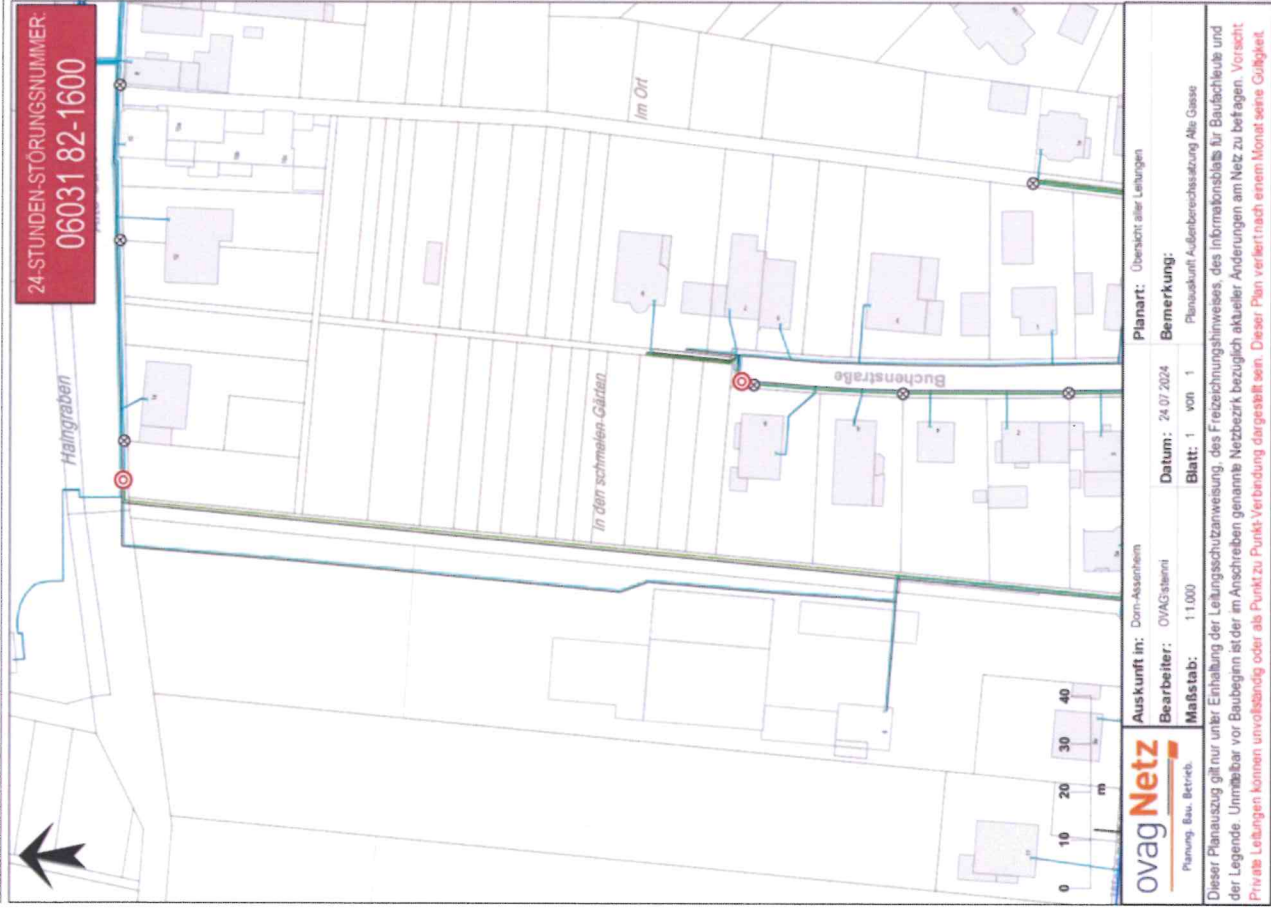 24-STUNDEN-STÖRUNGSNUMMER:
06031 82-1600
Haingraben
Im Ort
In den schmalen Gärten
Buchenstraße
0 10 20 30 40
m
ovag Netz
Planung. Bau. Betrieb.
Auskunft in: Dorn-Assenheim
Bearbeiter: OVAG\steinri
Maßstab: 1:1.000
Datum: 24.07.2024
Blatt: 1 von 1
Planart: Übersicht aller Leitungen
Bemerkung:
Planauskunft Außenbereichssatzung Alte Gasse
Dieser Planauszug gilt nur unter Einhaltung der Leitungsschutzanweisung, des Freizeichnungshinweises, des Informationsblatts für Baufachleute und
der Legende. Unmittelbar vor Baubeginn ist der im Anschreiben genannte Netzbezirk bezüglich aktueller Änderungen am Netz zu befragen. Vorsicht:
Private Leitungen können unvollständig oder als Punkt zu Punkt-Verbindung dargestellt sein. Dieser Plan verliert nach einem Monat seine Gültigkeit.